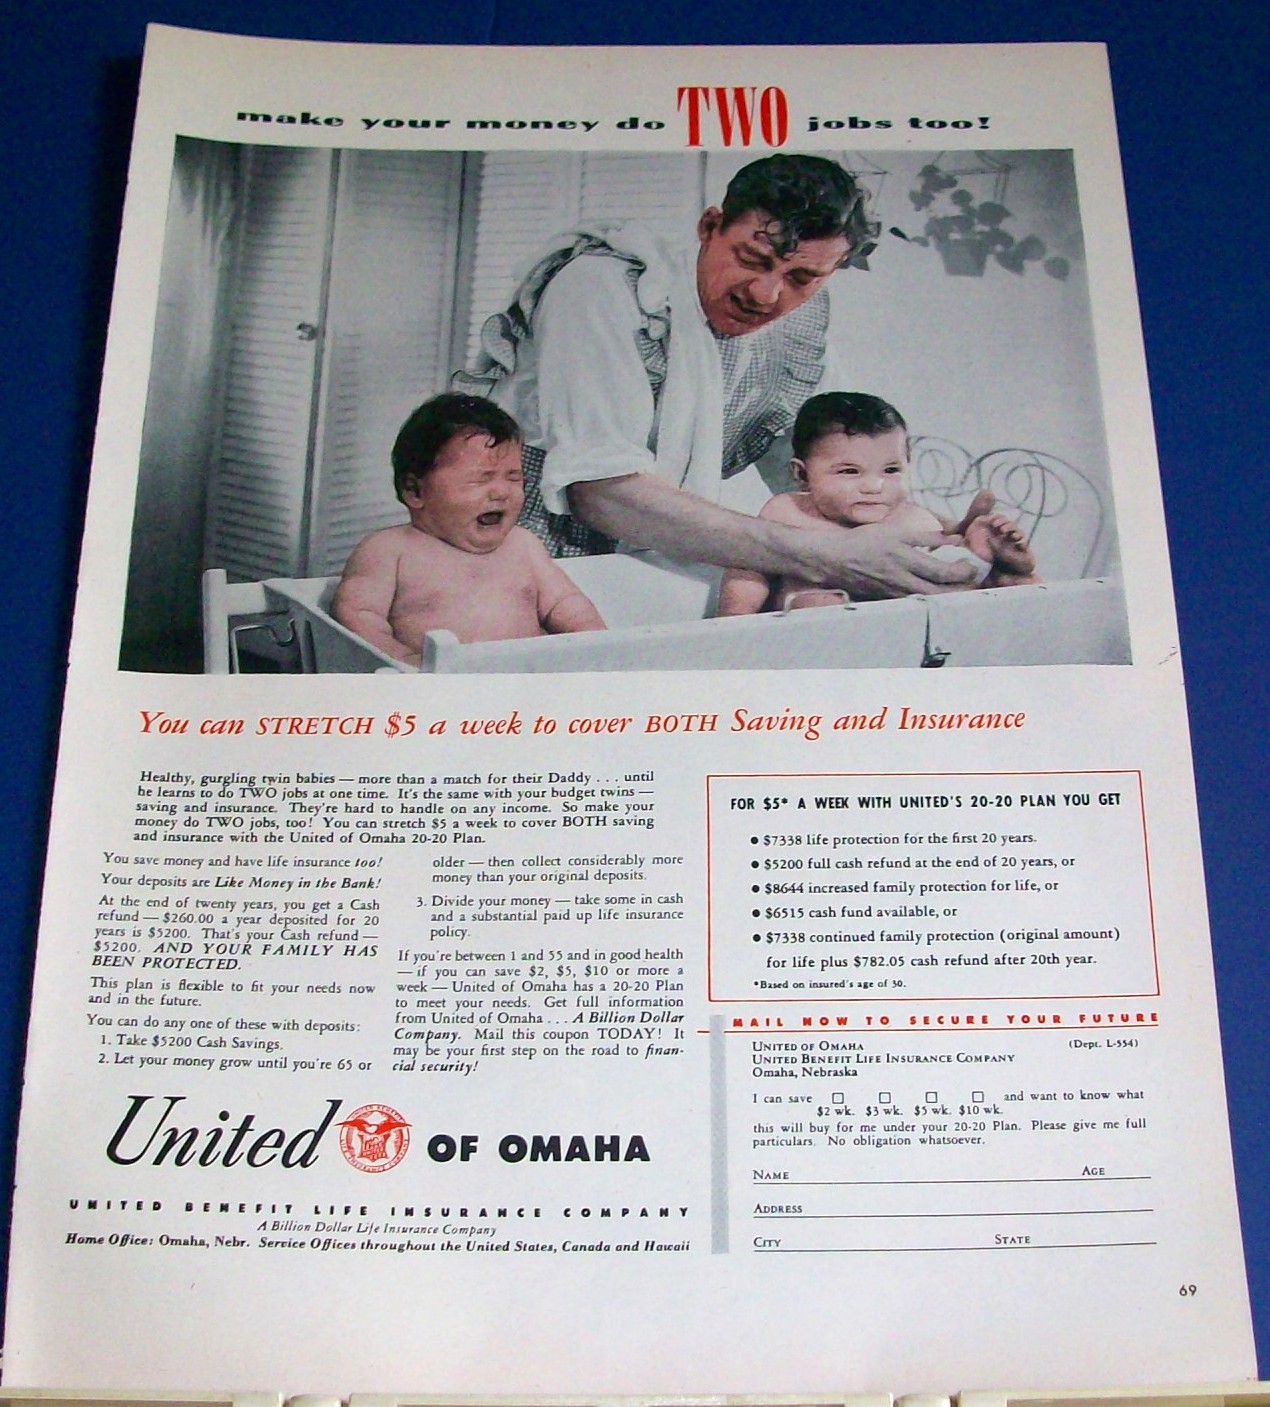 make your money do TWO jobs too!
You can STRETCH $5 a week to cover BOTH Saving and Insurance
Healthy, gurgling twin babies — more than a match for their Daddy . . . until
he learns to do TWO jobs at one time. It's the same with your budget twins —
saving and insurance. They're hard to handle on any income. So make your
money do TWO jobs, too! You can stretch $5 a week to cover BOTH saving
and insurance with the United of Omaha 20-20 Plan.
You save money and have life insurance too!
Your deposits are Like Money in the Bank!
At the end of twenty years, you get a Cash
refund — $260.00 a year deposited for 20
years is $5200. That's your Cash refund —
$5200. AND YOUR FAMILY HAS
BEEN PROTECTED.
This plan is flexible to fit your needs now
and in the future.
You can do any one of these with deposits:
1. Take $5200 Cash Savings.
2. Let your money grow until you're 65 or
older — then collect considerably more
money than your original deposits.
3. Divide your money — take some in cash
and a substantial paid up life insurance
policy.
If you're between 1 and 55 and in good health
— if you can save $2, $5, $10 or more a
week — United of Omaha has a 20-20 Plan
to meet your needs. Get full information
from United of Omaha . . . A Billion Dollar
Company. Mail this coupon TODAY! It
may be your first step on the road to finan-
cial security!
FOR $5* A WEEK WITH UNITED'S 20-20 PLAN YOU GET
● $7338 life protection for the first 20 years.
● $5200 full cash refund at the end of 20 years, or
● $8644 increased family protection for life, or
● $6515 cash fund available, or
● $7338 continued family protection (original amount)
for life plus $782.05 cash refund after 20th year.
*Based on insured's age of 30.
MAIL NOW TO SECURE YOUR FUTURE
UNITED OF OMAHA (Dept. L-554)
UNITED BENEFIT LIFE INSURANCE COMPANY
Omaha, Nebraska
I can save □ □ □ □ and want to know what
$2 wk. $3 wk. $5 wk. $10 wk.
this will buy for me under your 20-20 Plan. Please give me full
particulars. No obligation whatsoever.
NAME AGE
ADDRESS
CITY STATE
United OF OMAHA
UNITED BENEFIT LIFE INSURANCE COMPANY
A Billion Dollar Life Insurance Company
Home Office: Omaha, Nebr. Service Offices throughout the United States, Canada and Hawaii
69